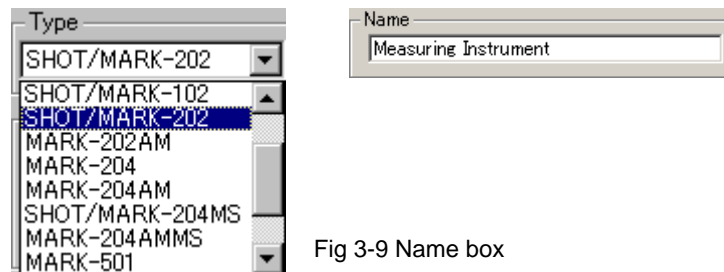 Type
SHOT/MARK-202
SHOT/MARK-102
SHOT/MARK-202
MARK-202AM
MARK-204
MARK-204AM
SHOT/MARK-204MS
MARK-204AMMS
MARK-501
Name
Measuring Instrument
Fig 3-9 Name box